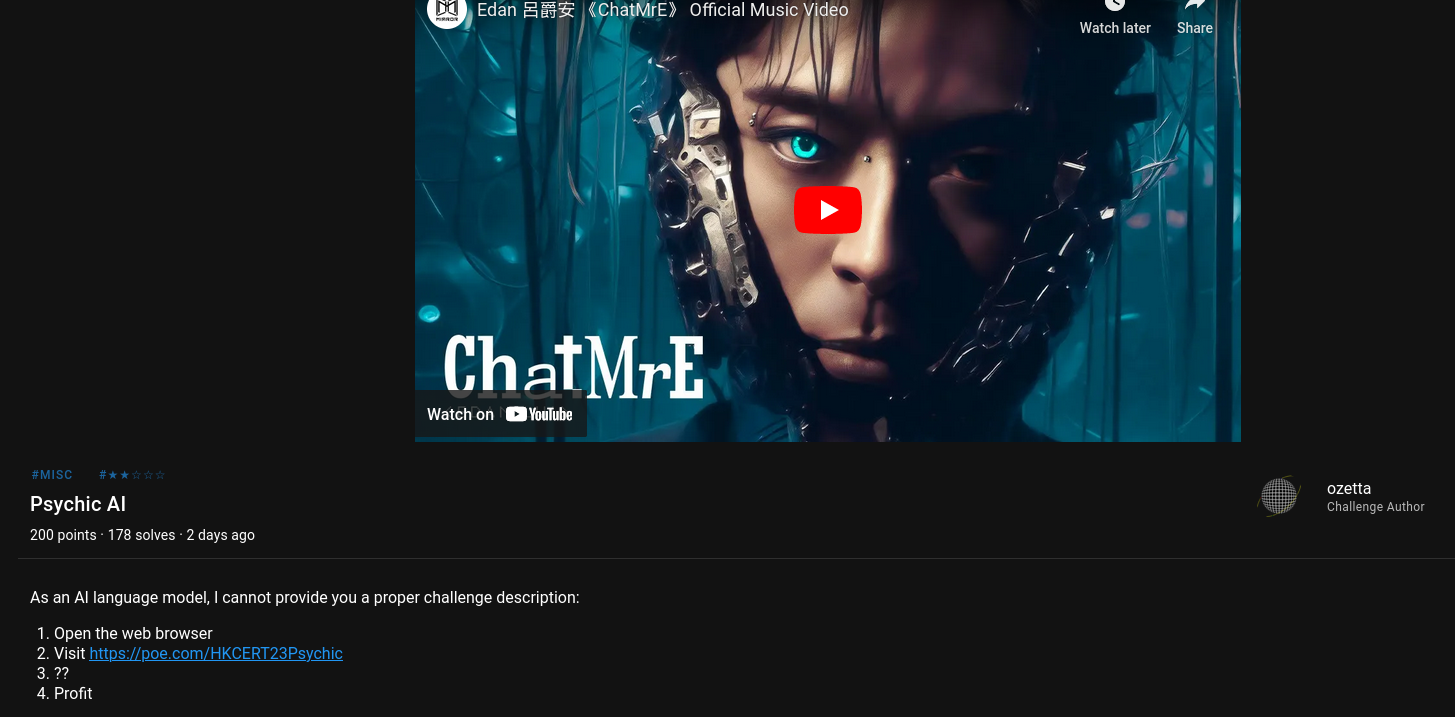 MIRROR
Edan 呂爵安 《ChatMrE》 Official Music Video
Watch later
Share
ChatMrE
Watch on YouTube
#MISC #★★☆☆☆
Psychic AI
200 points · 178 solves · 2 days ago
ozetta
Challenge Author
As an AI language model, I cannot provide you a proper challenge description:
1. Open the web browser
2. Visit https://poe.com/HKCERT23Psychic
3. ??
4. Profit